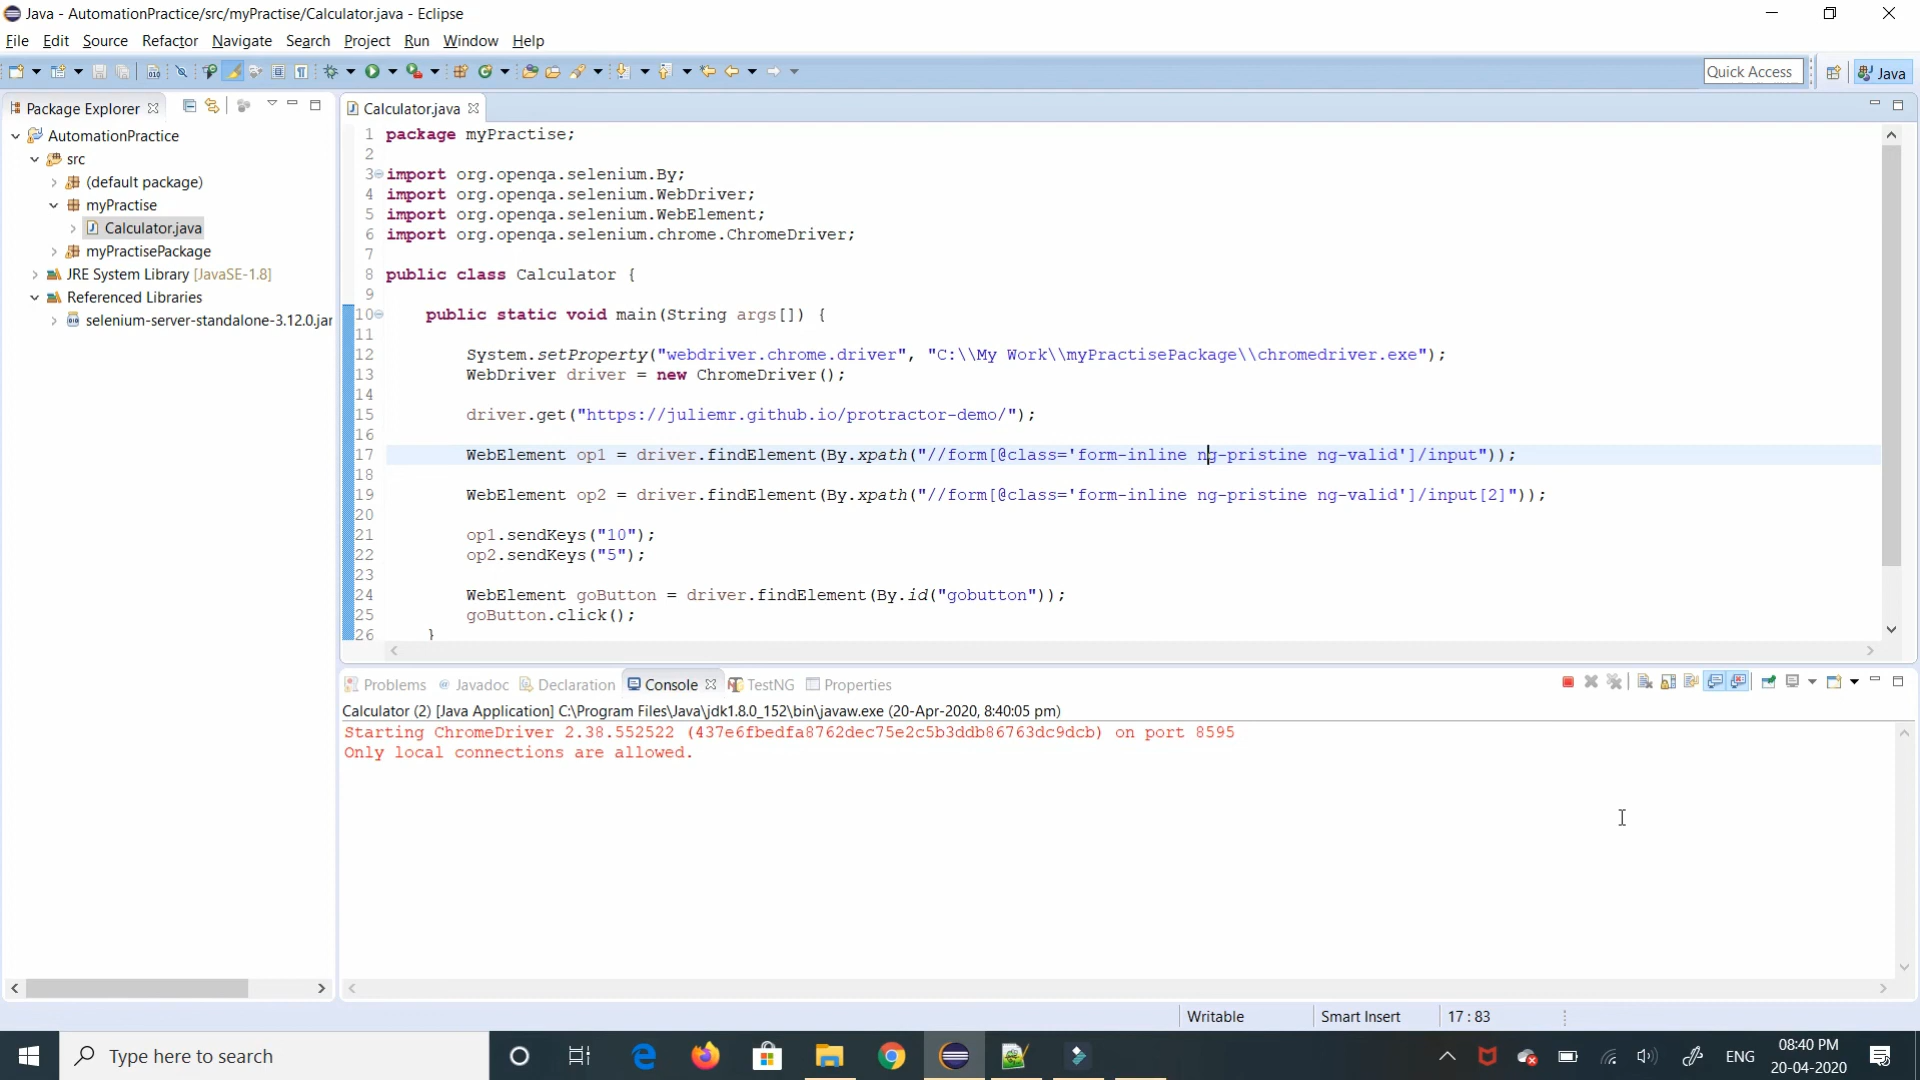 Java - AutomationPractice/src/myPractise/Calculator.java - Eclipse
File Edit Source Refactor Navigate Search Project Run Window Help
Quick Access
Java
Package Explorer
AutomationPractice
src
(default package)
myPractise
Calculator.java
myPractisePackage
JRE System Library [JavaSE-1.8]
Referenced Libraries
selenium-server-standalone-3.12.0.jar
Calculator.java
1 package myPractise;
2
3 import org.openqa.selenium.By;
4 import org.openqa.selenium.WebDriver;
5 import org.openqa.selenium.WebElement;
6 import org.openqa.selenium.chrome.ChromeDriver;
7
8 public class Calculator {
9
10 public static void main(String args[]) {
11
12 System.setProperty("webdriver.chrome.driver", "C:\\My Work\\myPractisePackage\\chromedriver.exe");
13 WebDriver driver = new ChromeDriver();
14
15 driver.get("https://juliemr.github.io/protractor-demo/");
16
17 WebElement op1 = driver.findElement(By.xpath("//form[@class='form-inline ng-pristine ng-valid']/input"));
18
19 WebElement op2 = driver.findElement(By.xpath("//form[@class='form-inline ng-pristine ng-valid']/input[2]"));
20
21 op1.sendKeys("10");
22 op2.sendKeys("5");
23
24 WebElement goButton = driver.findElement(By.id("gobutton"));
25 goButton.click();
26 }
Problems Javadoc Declaration Console TestNG Properties
Calculator (2) [Java Application] C:\Program Files\Java\jdk1.8.0_152\bin\javaw.exe (20-Apr-2020, 8:40:05 pm)
Starting ChromeDriver 2.38.552522 (437e6fbedfa8762dec75e2c5b3ddb86763dc9dcb) on port 8595
Only local connections are allowed.
Writable Smart Insert 17 : 83
Type here to search
ENG
08:40 PM
20-04-2020